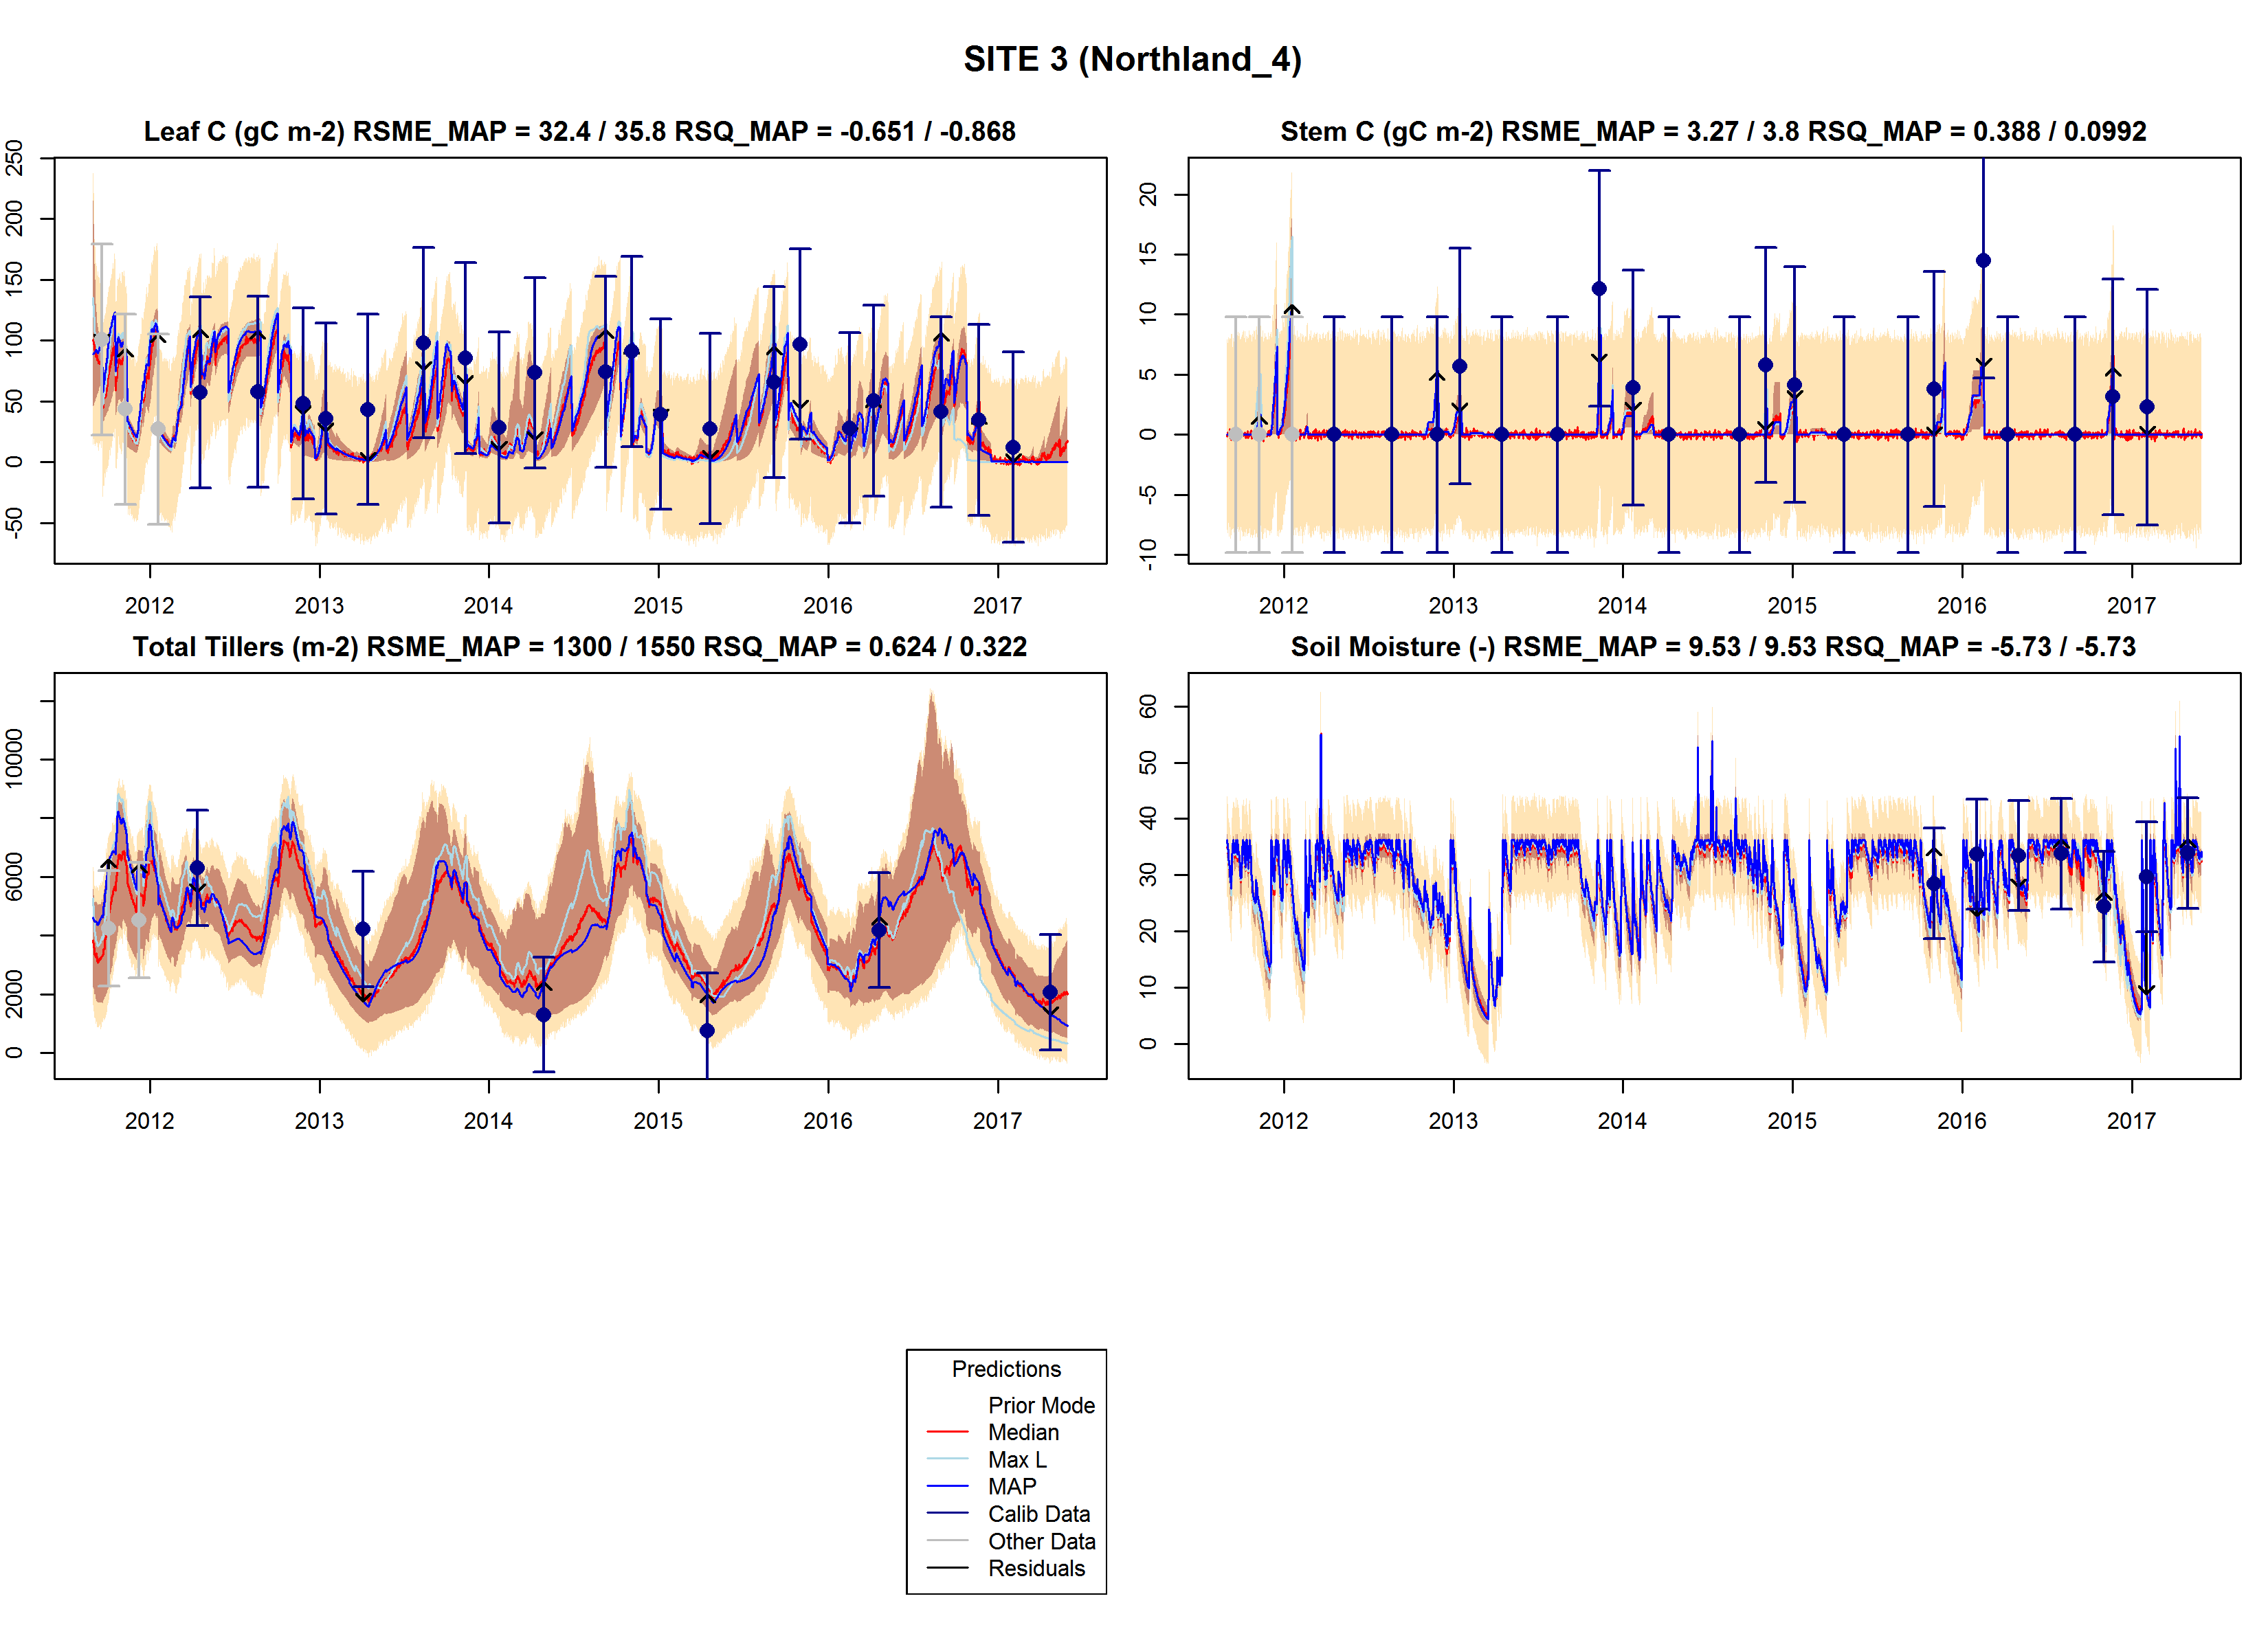 SITE 3 (Northland_4)
Leaf C (gC m-2) RSME_MAP = 32.4 / 35.8 RSQ_MAP = -0.651 / -0.868
250
200
150
100
50
0
-50
2012 2013 2014 2015 2016 2017
Stem C (gC m-2) RSME_MAP = 3.27 / 3.8 RSQ_MAP = 0.388 / 0.0992
20
15
10
5
0
-5
-10
2012 2013 2014 2015 2016 2017
Total Tillers (m-2) RSME_MAP = 1300 / 1550 RSQ_MAP = 0.624 / 0.322
10000
6000
2000
0
2012 2013 2014 2015 2016 2017
Soil Moisture (-) RSME_MAP = 9.53 / 9.53 RSQ_MAP = -5.73 / -5.73
60
50
40
30
20
10
0
2012 2013 2014 2015 2016 2017
Predictions
Prior Mode
Median
Max L
MAP
Calib Data
Other Data
Residuals